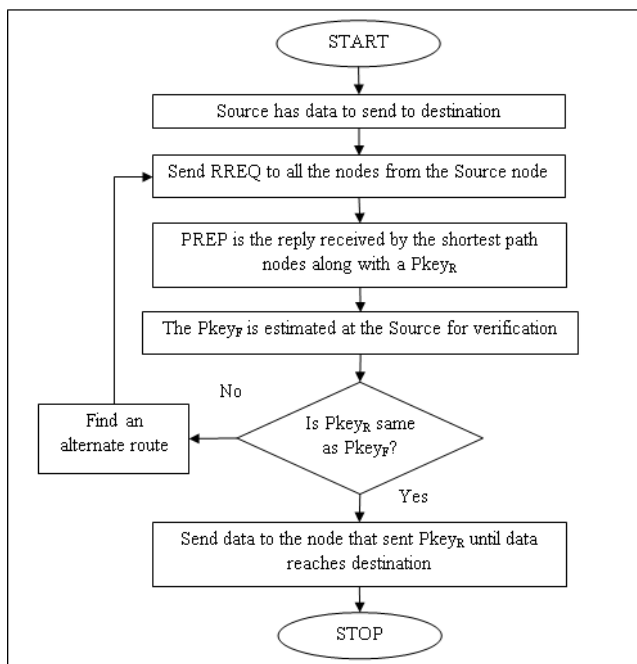 START
Source has data to send to destination
Send RREQ to all the nodes from the Source node
PREP is the reply received by the shortest path
nodes along with a PkeyR
The PkeyF is estimated at the Source for verification
No
Find an
alternate route
Is PkeyR same
as PkeyF?
Yes
Send data to the node that sent PkeyR until data
reaches destination
STOP